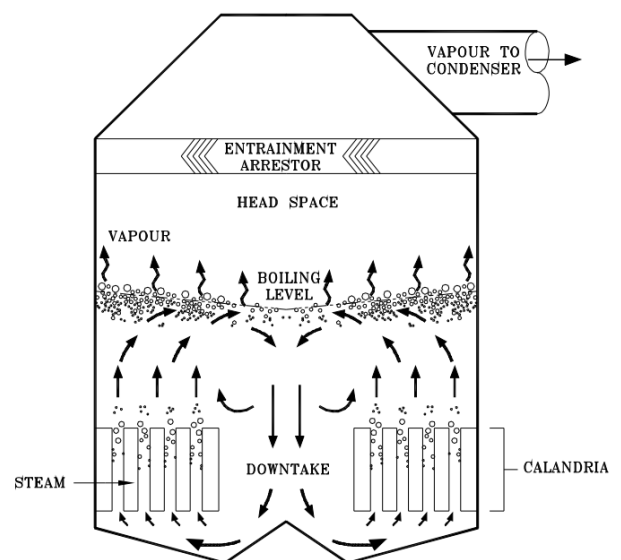 VAPOUR TO
CONDENSER
ENTRAINMENT
ARRESTOR
HEAD SPACE
VAPOUR
BOILING
LEVEL
DOWNTAKE
STEAM
CALANDRIA